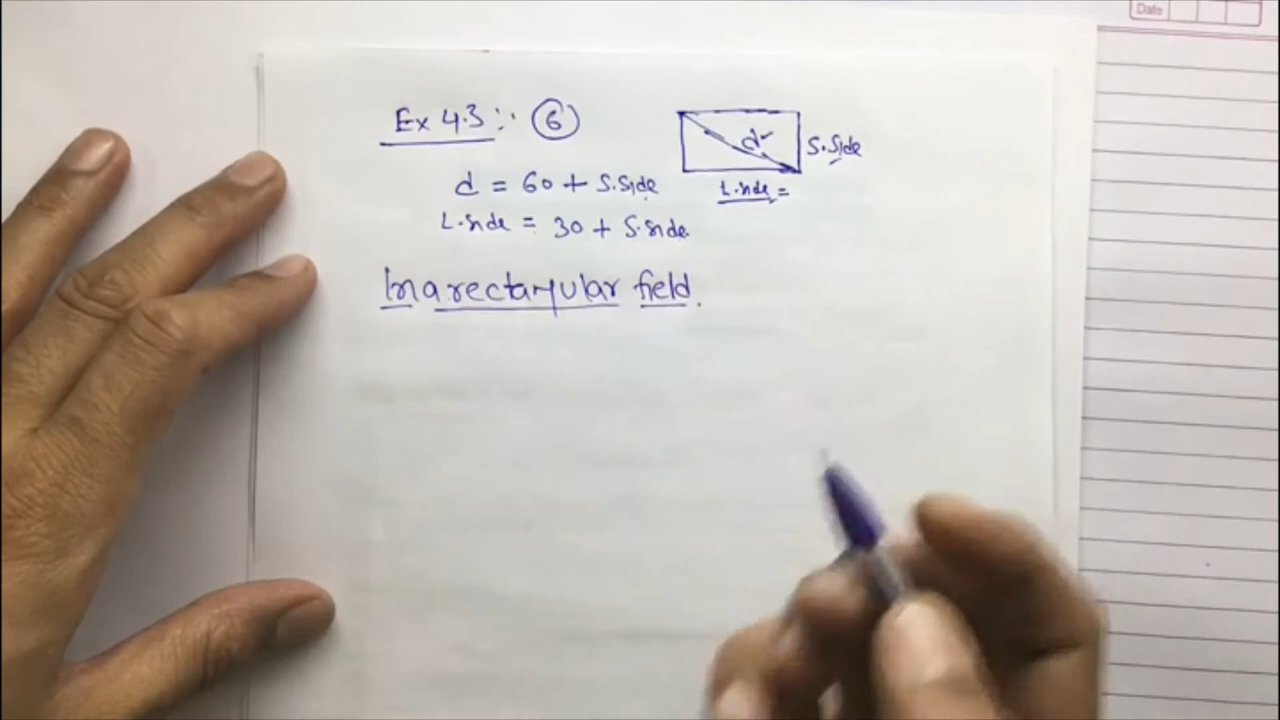 Date
Ex 4.3 :· 6
d
S.Side
L.side =
d = 60 + S.Side
L.side = 30 + S.side.
In a rectangular field.